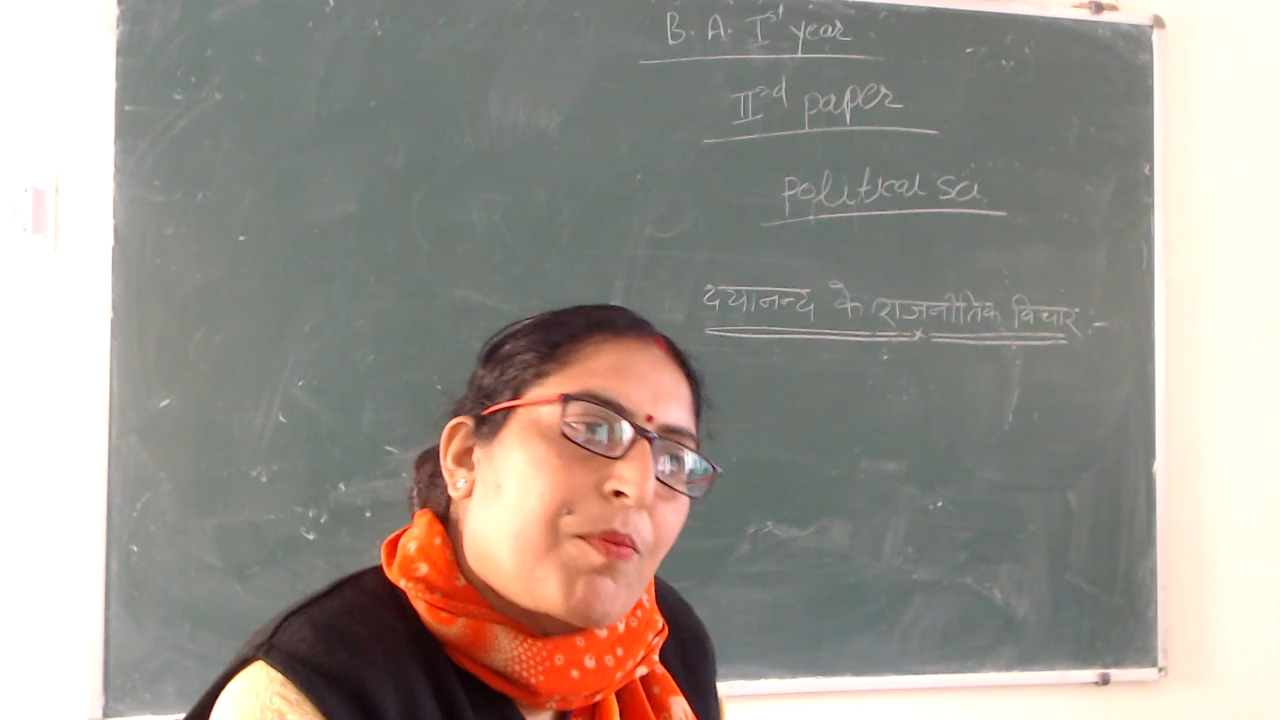 B. A. Ist year
IInd paper
political sci
दयानन्द के राजनीतिक विचार :-